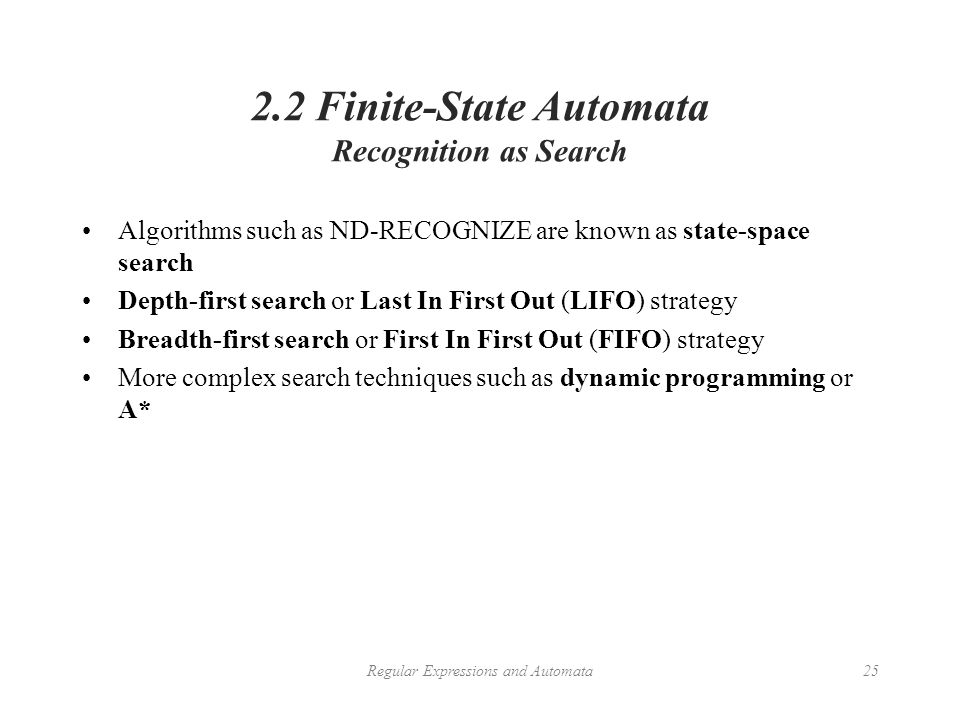 2.2 Finite-State Automata
Recognition as Search
• Algorithms such as ND-RECOGNIZE are known as state-space
search
• Depth-first search or Last In First Out (LIFO) strategy
• Breadth-first search or First In First Out (FIFO) strategy
• More complex search techniques such as dynamic programming or
A*
Regular Expressions and Automata 25